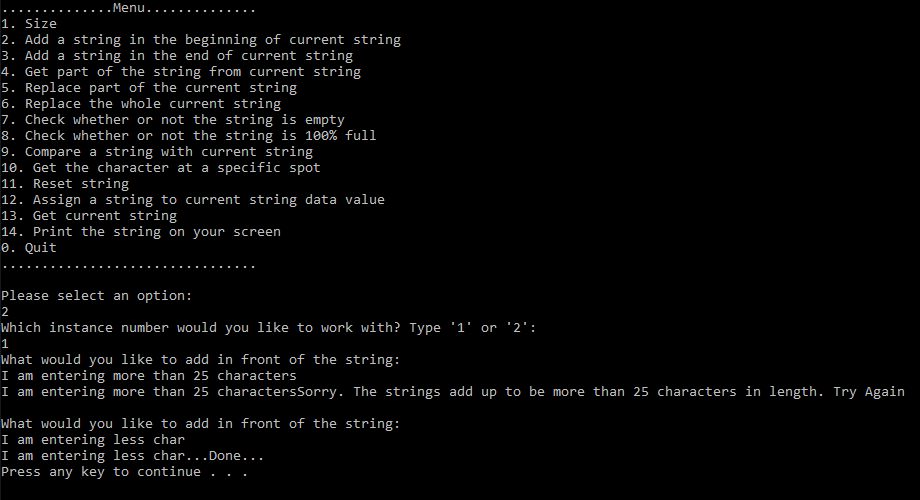 ..............Menu..............
1. Size
2. Add a string in the beginning of current string
3. Add a string in the end of current string
4. Get part of the string from current string
5. Replace part of the current string
6. Replace the whole current string
7. Check whether or not the string is empty
8. Check whether or not the string is 100% full
9. Compare a string with current string
10. Get the character at a specific spot
11. Reset string
12. Assign a string to current string data value
13. Get current string
14. Print the string on your screen
0. Quit
................................
Please select an option:
2
Which instance number would you like to work with? Type '1' or '2':
1
What would you like to add in front of the string:
I am entering more than 25 characters
I am entering more than 25 charactersSorry. The strings add up to be more than 25 characters in length. Try Again
What would you like to add in front of the string:
I am entering less char
I am entering less char...Done...
Press any key to continue . . .